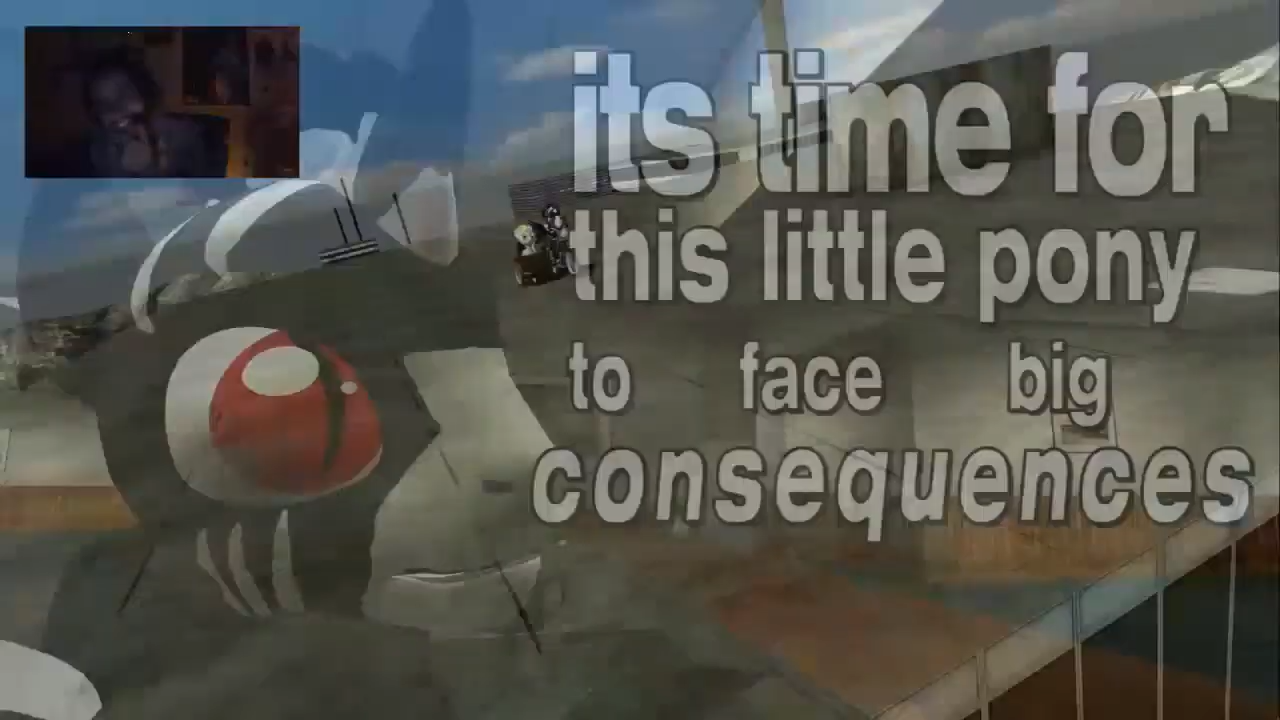 its time for
this little pony
to face big
consequences